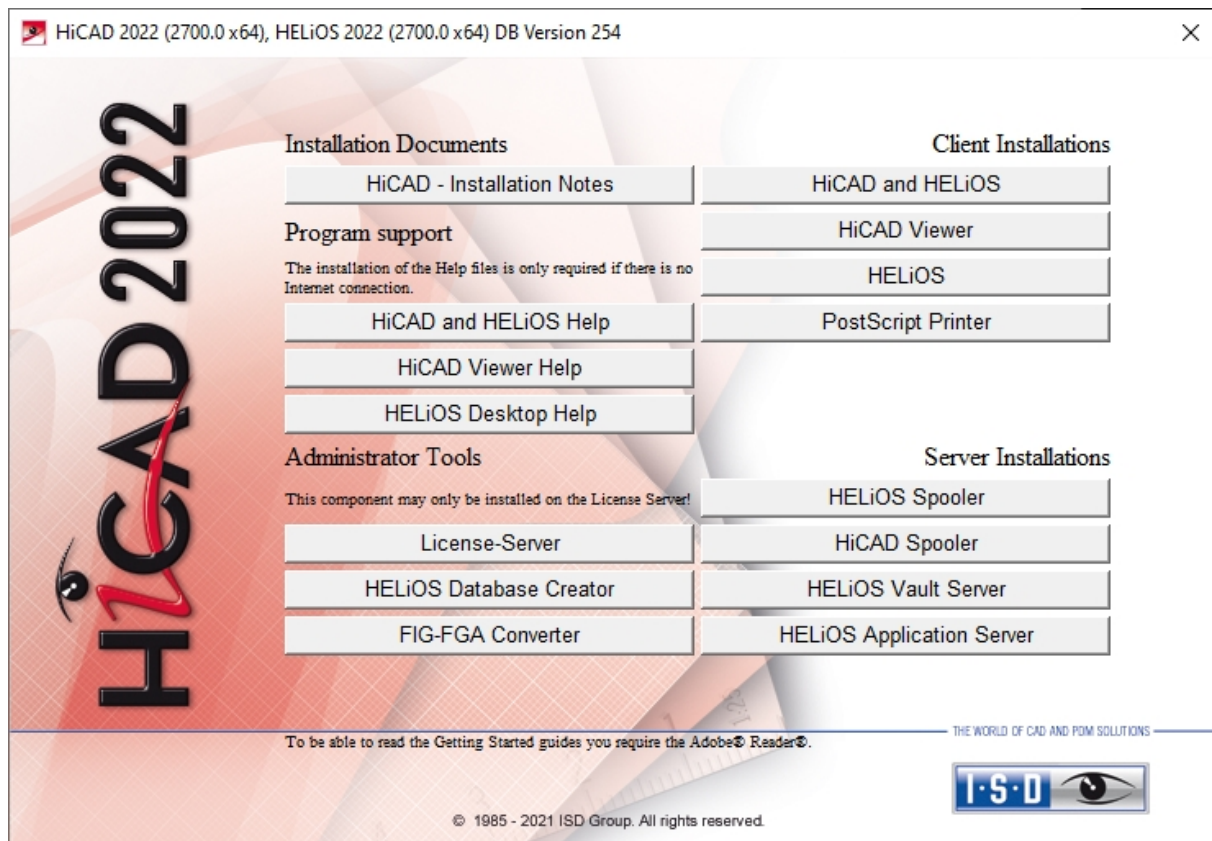 HiCAD 2022 (2700.0 x64), HELiOS 2022 (2700.0 x64) DB Version 254
HiCAD 2022
Installation Documents
HiCAD - Installation Notes
Program support
The installation of the Help files is only required if there is no
Internet connection.
HiCAD and HELiOS Help
HiCAD Viewer Help
HELiOS Desktop Help
Administrator Tools
This component may only be installed on the License Server!
License-Server
HELiOS Database Creator
FIG-FGA Converter
Client Installations
HiCAD and HELiOS
HiCAD Viewer
HELiOS
PostScript Printer
Server Installations
HELiOS Spooler
HiCAD Spooler
HELiOS Vault Server
HELiOS Application Server
To be able to read the Getting Started guides you require the Adobe® Reader®.
THE WORLD OF CAD AND PDM SOLUTIONS
I·S·D
© 1985 - 2021 ISD Group. All rights reserved.